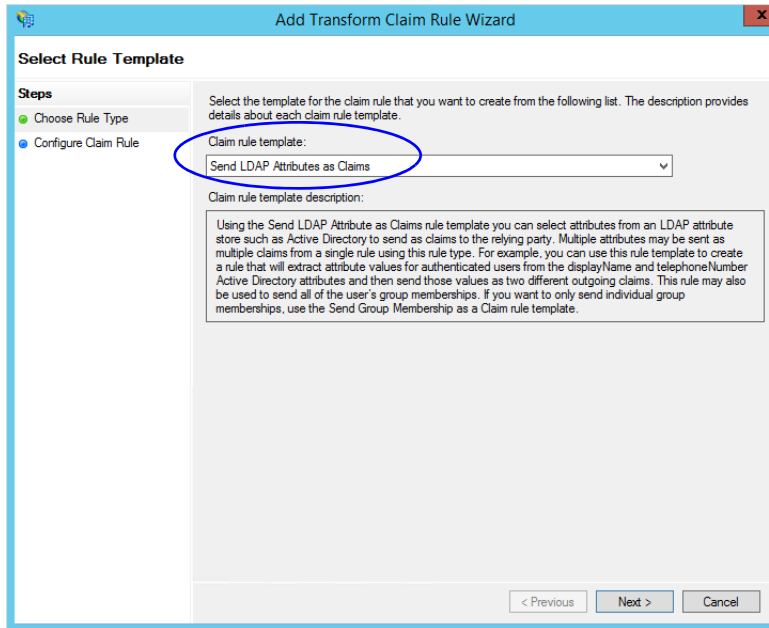 Add Transform Claim Rule Wizard
x
Select Rule Template
Steps
Choose Rule Type
Configure Claim Rule
Select the template for the claim rule that you want to create from the following list. The description provides
details about each claim rule template.
Claim rule template:
Send LDAP Attributes as Claims
Claim rule template description:
Using the Send LDAP Attribute as Claims rule template you can select attributes from an LDAP attribute
store such as Active Directory to send as claims to the relying party. Multiple attributes may be sent as
multiple claims from a single rule using this rule type. For example, you can use this rule template to create
a rule that will extract attribute values for authenticated users from the displayName and telephoneNumber
Active Directory attributes and then send those values as two different outgoing claims. This rule may also
be used to send all of the user's group memberships. If you want to only send individual group
memberships, use the Send Group Membership as a Claim rule template.
< Previous
Next >
Cancel